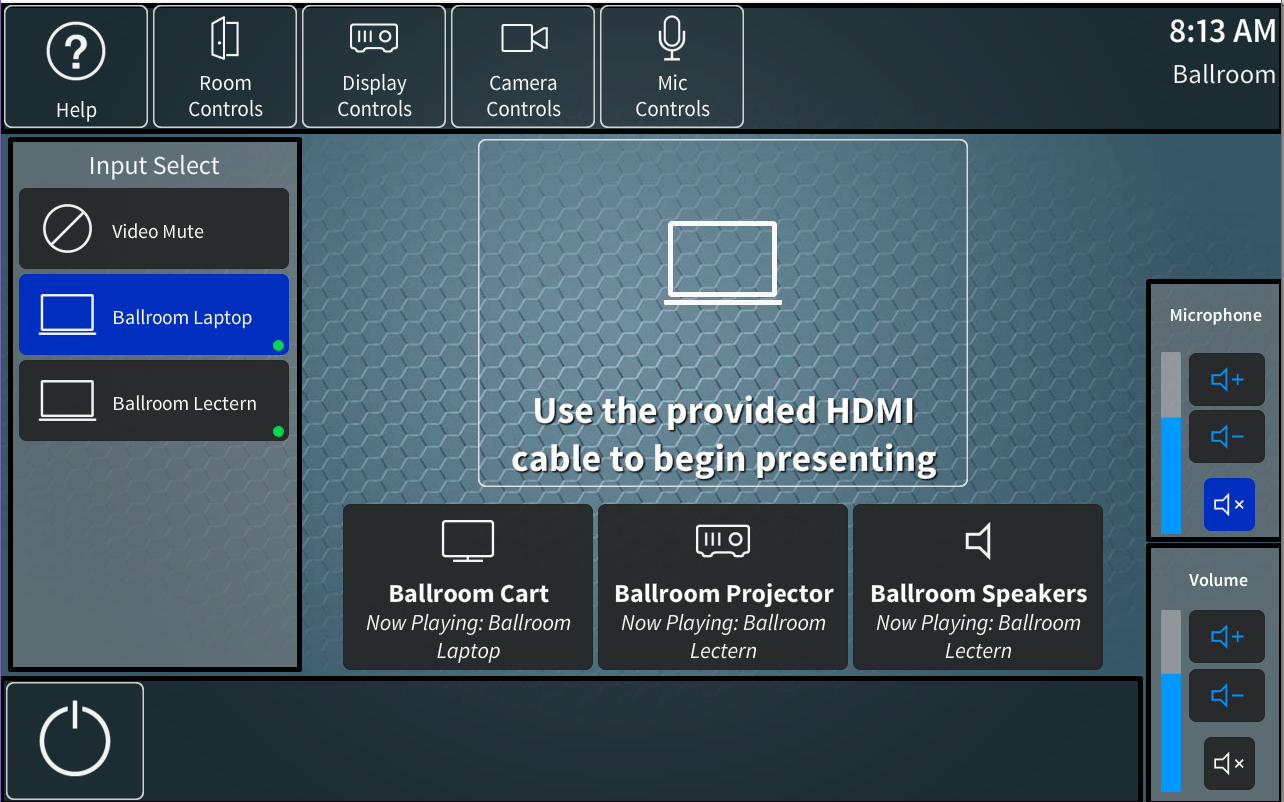 ?
Help
Room
Controls
Display
Controls
Camera
Controls
Mic
Controls
8:13 AM
Ballroom
Input Select
Video Mute
Ballroom Laptop
Ballroom Lectern
Use the provided HDMI
cable to begin presenting
Ballroom Cart
Now Playing: Ballroom
Laptop
Ballroom Projector
Now Playing: Ballroom
Lectern
Ballroom Speakers
Now Playing: Ballroom
Lectern
Microphone
Volume